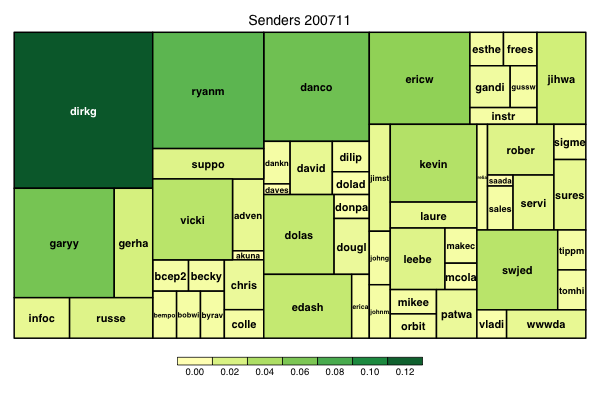 Senders 200711
dirkg
ryanm
danco
ericw
esthe
frees
gandi
gussw
instr
jihwa
suppo
dankn
david
dilip
dolad
daves
donpa
dougl
dolas
jimst
kevin
rober
sigme
saada
sales
servi
sures
garyy
gerha
vicki
adven
akuna
laure
leebe
makec
mcola
johng
swjed
tippm
tomhi
bcep2
becky
chris
colle
bempo
bobwi
byrav
edash
erica
johnm
mikee
orbit
patwa
vladi
wwwda
infoc
russe
0.00 0.02 0.04 0.06 0.08 0.10 0.12